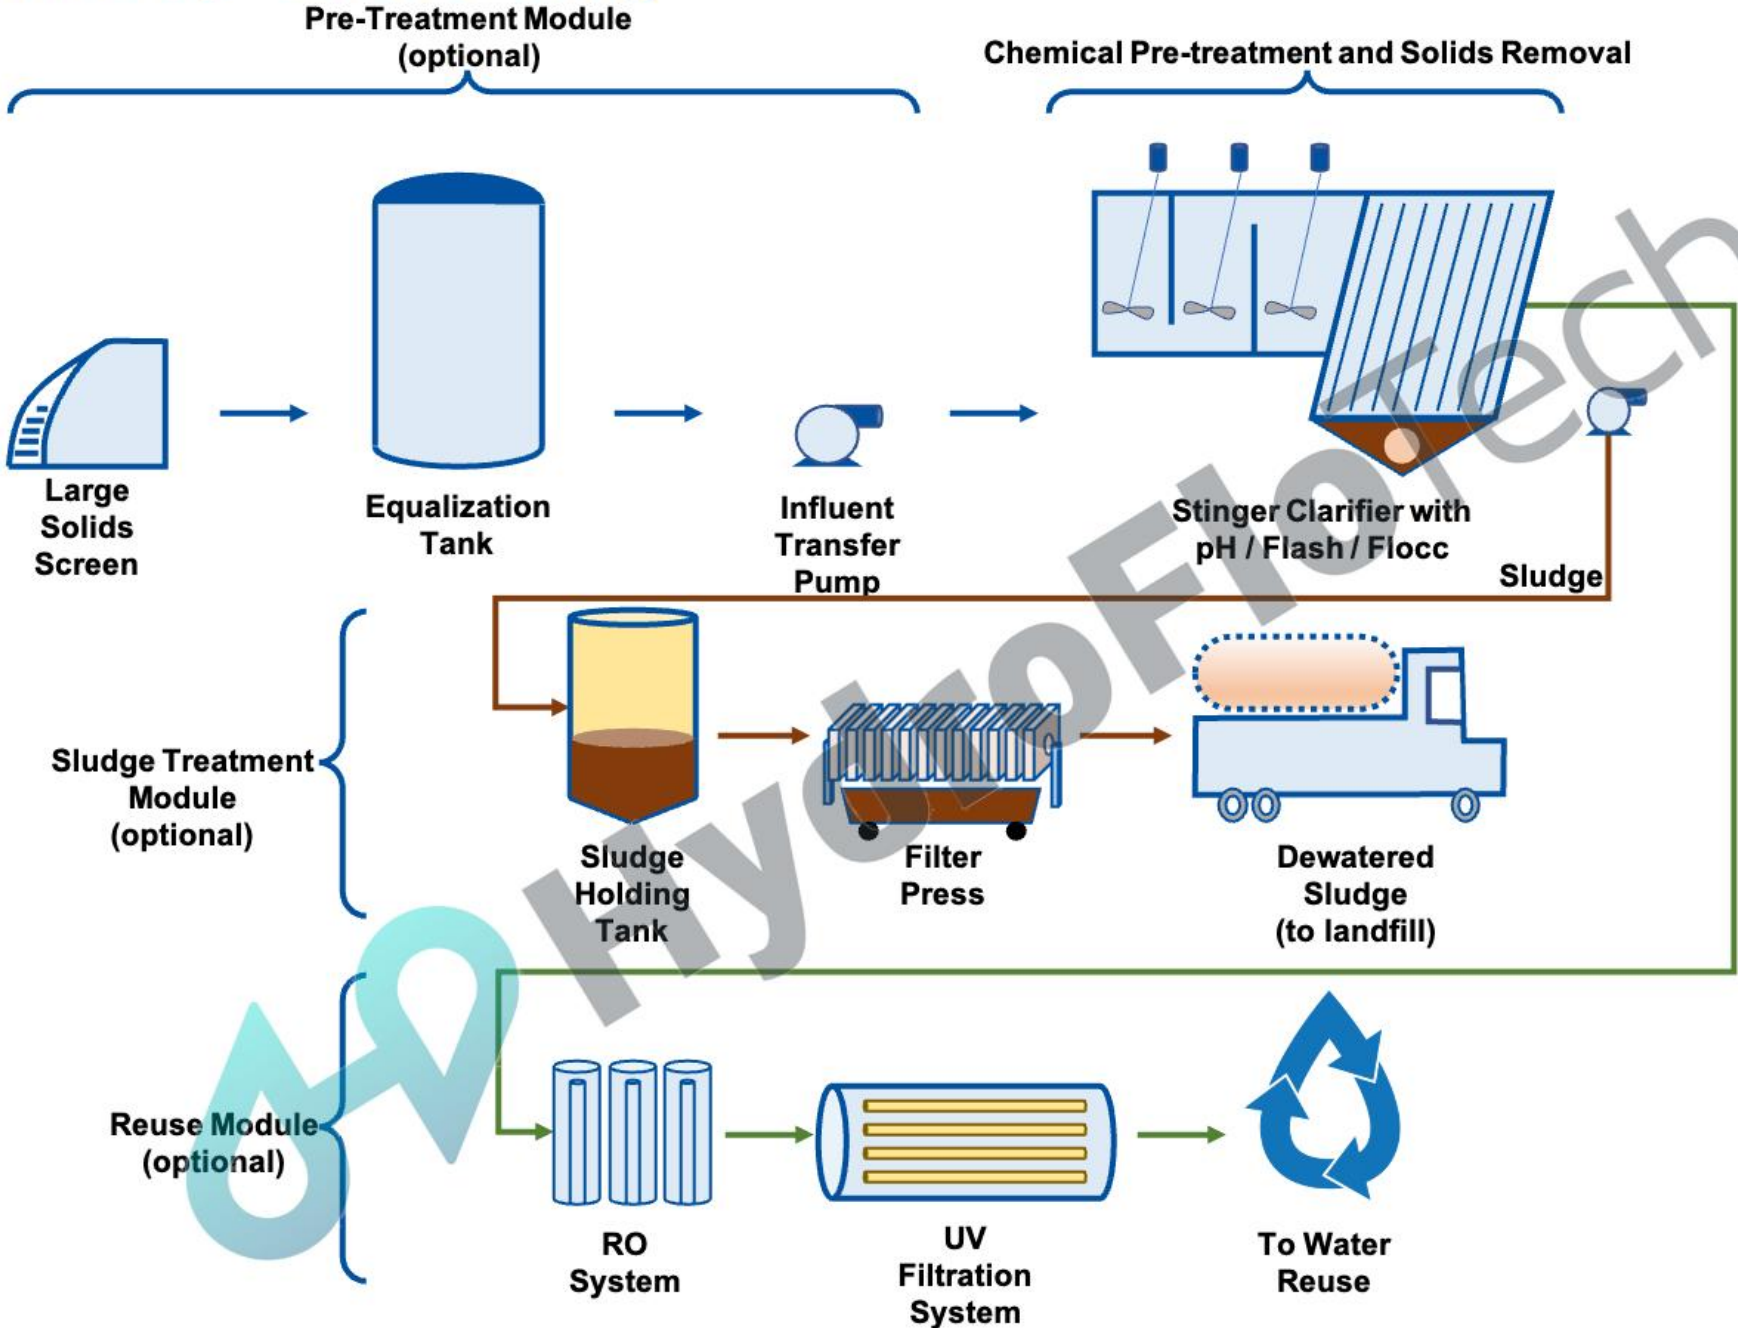 Pre-Treatment Module
(optional)
Chemical Pre-treatment and Solids Removal
Large
Solids
Screen
Equalization
Tank
Influent
Transfer
Pump
Stinger Clarifier with
pH / Flash / Flocc
Sludge
Sludge Treatment
Module
(optional)
Sludge
Holding
Tank
Filter
Press
Dewatered
Sludge
(to landfill)
Reuse Module
(optional)
RO
System
UV
Filtration
System
To Water
Reuse
HydroFloTech